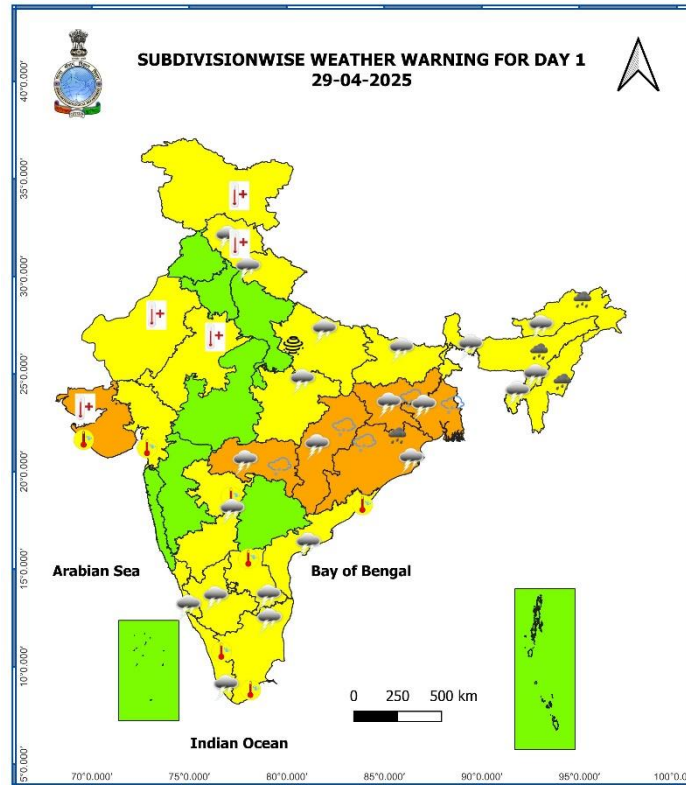 SUBDIVISIONWISE WEATHER WARNING FOR DAY 1
29-04-2025
40°0.000'
35°0.000'
30°0.000'
25°0.000'
20°0.000'
15°0.000'
10°0.000'
5°0.000'
Arabian Sea
Bay of Bengal
0 250 500 km
Indian Ocean
70°0.000' 75°0.000' 80°0.000' 85°0.000' 90°0.000' 95°0.000' 100°0.0